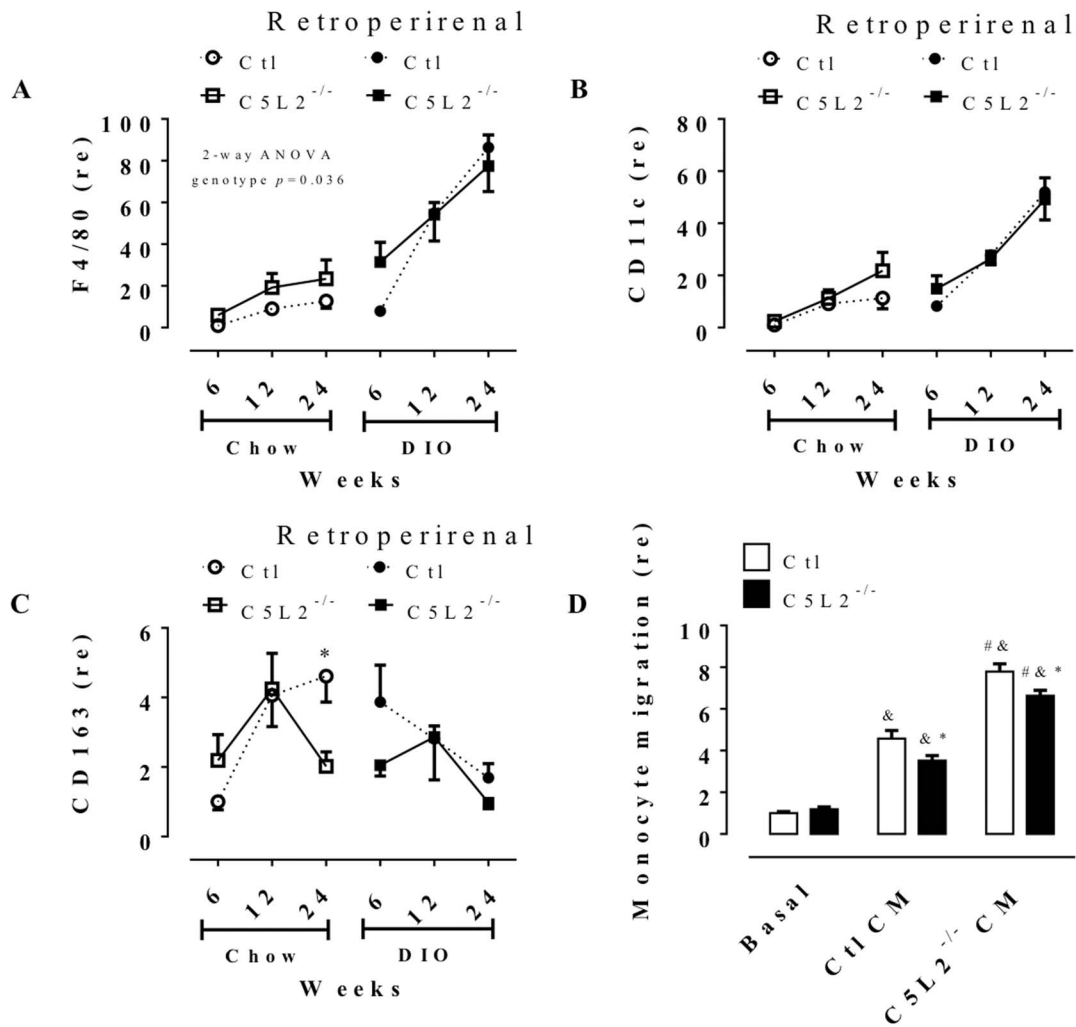 A
Retroperirenal
Ctl Ctl
C5L2-/- C5L2-/-
2-way ANOVA
genotype p=0.036
F4/80 (re)
100
80
60
40
20
0
6 12 24 6 12 24
Chow DIO
Weeks
B
Retroperirenal
Ctl Ctl
C5L2-/- C5L2-/-
CD11c (re)
80
60
40
20
0
6 12 24 6 12 24
Chow DIO
Weeks
C
Retroperirenal
Ctl Ctl
C5L2-/- C5L2-/-
CD163 (re)
6
4
2
0
*
6 12 24 6 12 24
Chow DIO
Weeks
D
Ctl
C5L2-/-
Monocyte migration (re)
10
8
6
4
2
0
&
& *
# &
# & *
Basal
Ctl CM
C5L2-/- CM